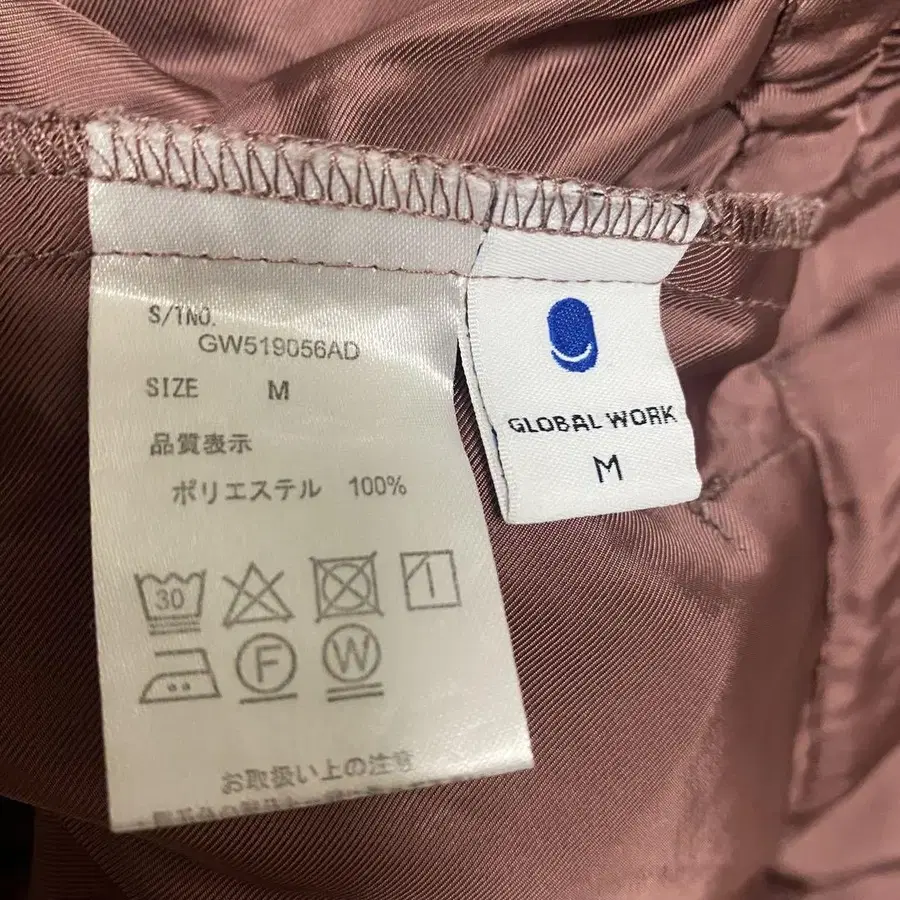 S/TNO.
GW519056AD
SIZE M
品質表示
ポリエステル 100%
30
F
W
お取扱い上の注意
GLOBAL WORK
M